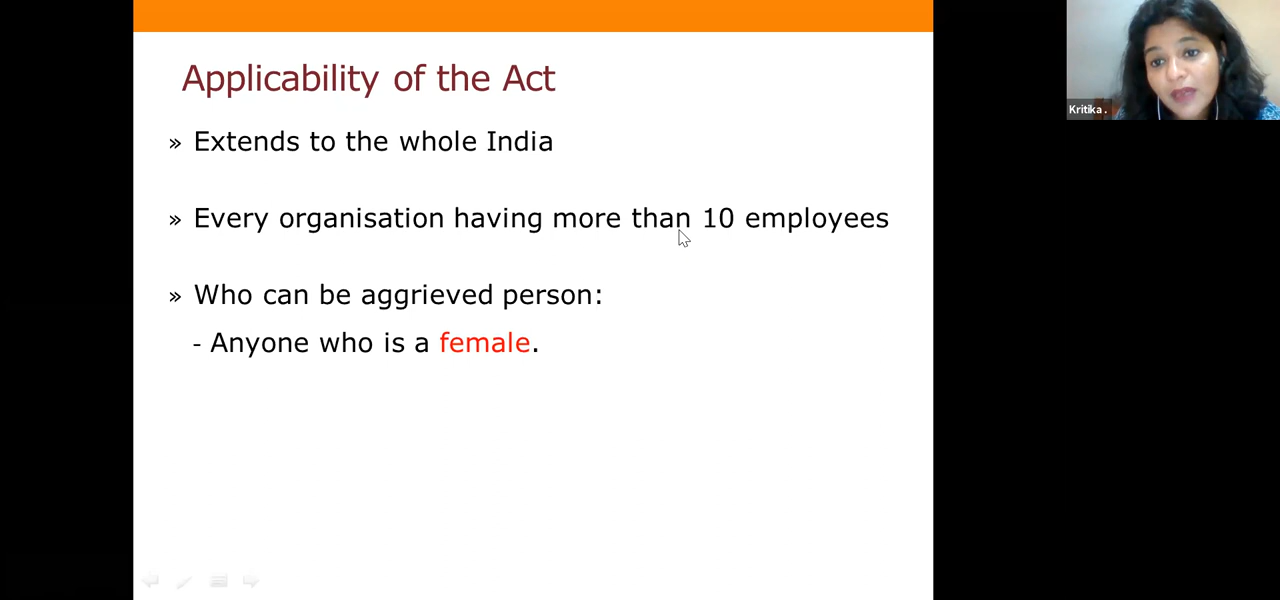 Applicability of the Act
» Extends to the whole India
» Every organisation having more than 10 employees
» Who can be aggrieved person:
- Anyone who is a female.
Kritika .